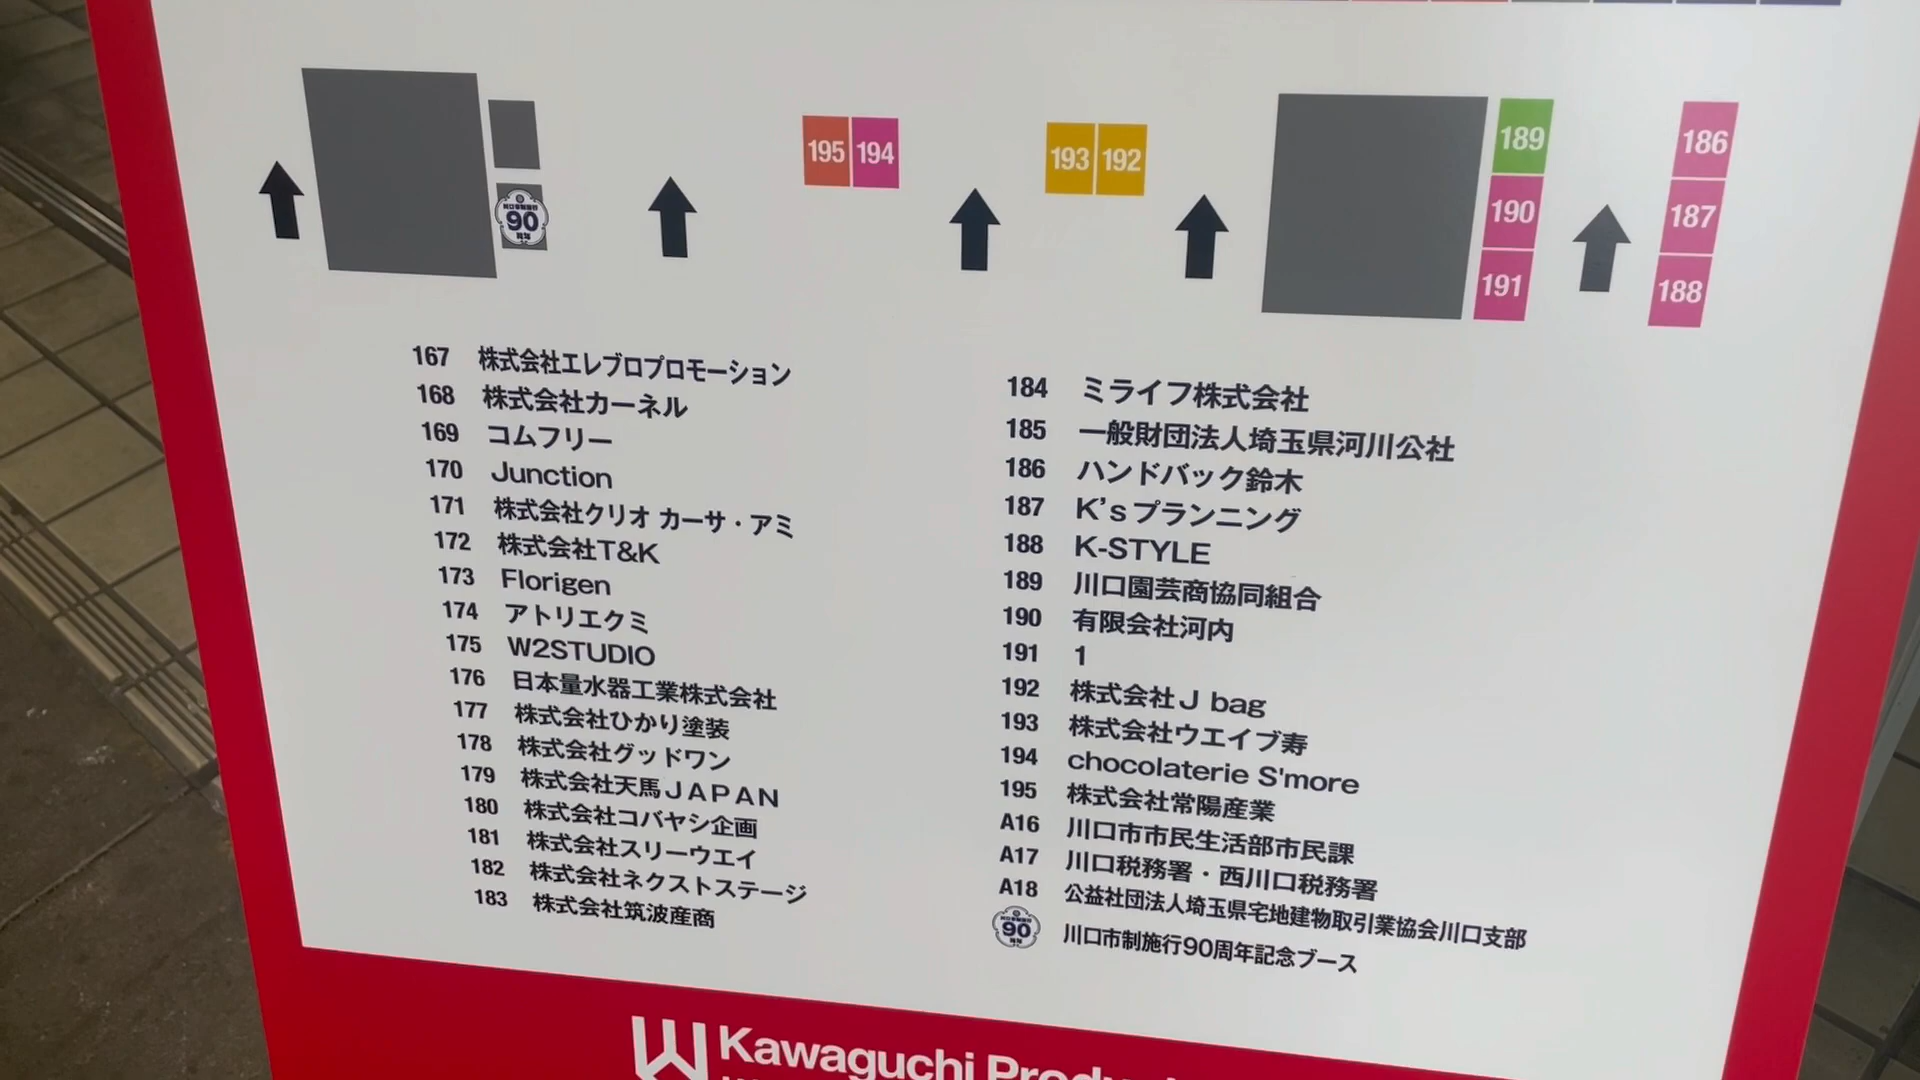 195 194
193 192
189
190
191
186
187
188
川口市制施行
90
周年
167 株式会社エレブロプロモーション
168 株式会社カーネル
169 コムフリー
170 Junction
171 株式会社クリオ カーサ・アミ
172 株式会社T&K
173 Florigen
174 アトリエクミ
175 W2STUDIO
176 日本量水器工業株式会社
177 株式会社ひかり塗装
178 株式会社グッドワン
179 株式会社天馬JAPAN
180 株式会社コバヤシ企画
181 株式会社スリーウエイ
182 株式会社ネクストステージ
183 株式会社筑波産商
184 ミライフ株式会社
185 一般財団法人埼玉県河川公社
186 ハンドバック鈴木
187 K'sプランニング
188 K-STYLE
189 川口園芸商協同組合
190 有限会社河内
191 1
192 株式会社J bag
193 株式会社ウエイブ寿
194 chocolaterie S'more
195 株式会社常陽産業
A16 川口市市民生活部市民課
A17 川口税務署・西川口税務署
A18 公益社団法人埼玉県宅地建物取引業協会川口支部
90 周年 川口市制施行90周年記念ブース
Kawaguchi